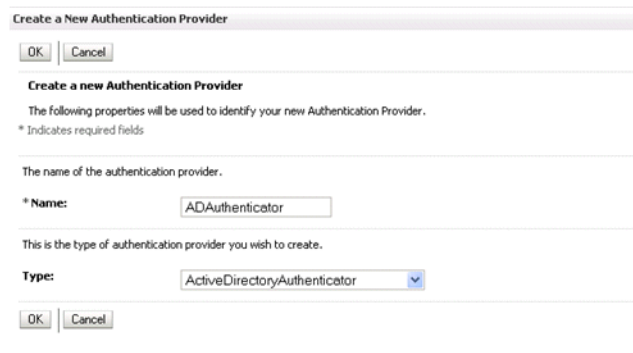 Create a New Authentication Provider
OK Cancel
Create a new Authentication Provider
The following properties will be used to identify your new Authentication Provider.
* Indicates required fields
The name of the authentication provider.
* Name: ADAuthenticator
This is the type of authentication provider you wish to create.
Type: ActiveDirectoryAuthenticator
OK Cancel